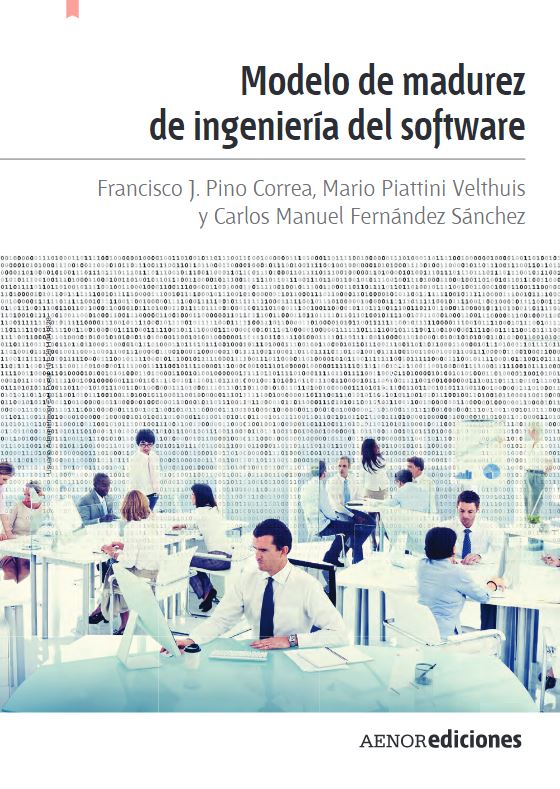 Modelo de madurez
de ingeniería del software
Francisco J. Pino Correa, Mario Piattini Velthuis
y Carlos Manuel Fernández Sánchez
AENORediciones